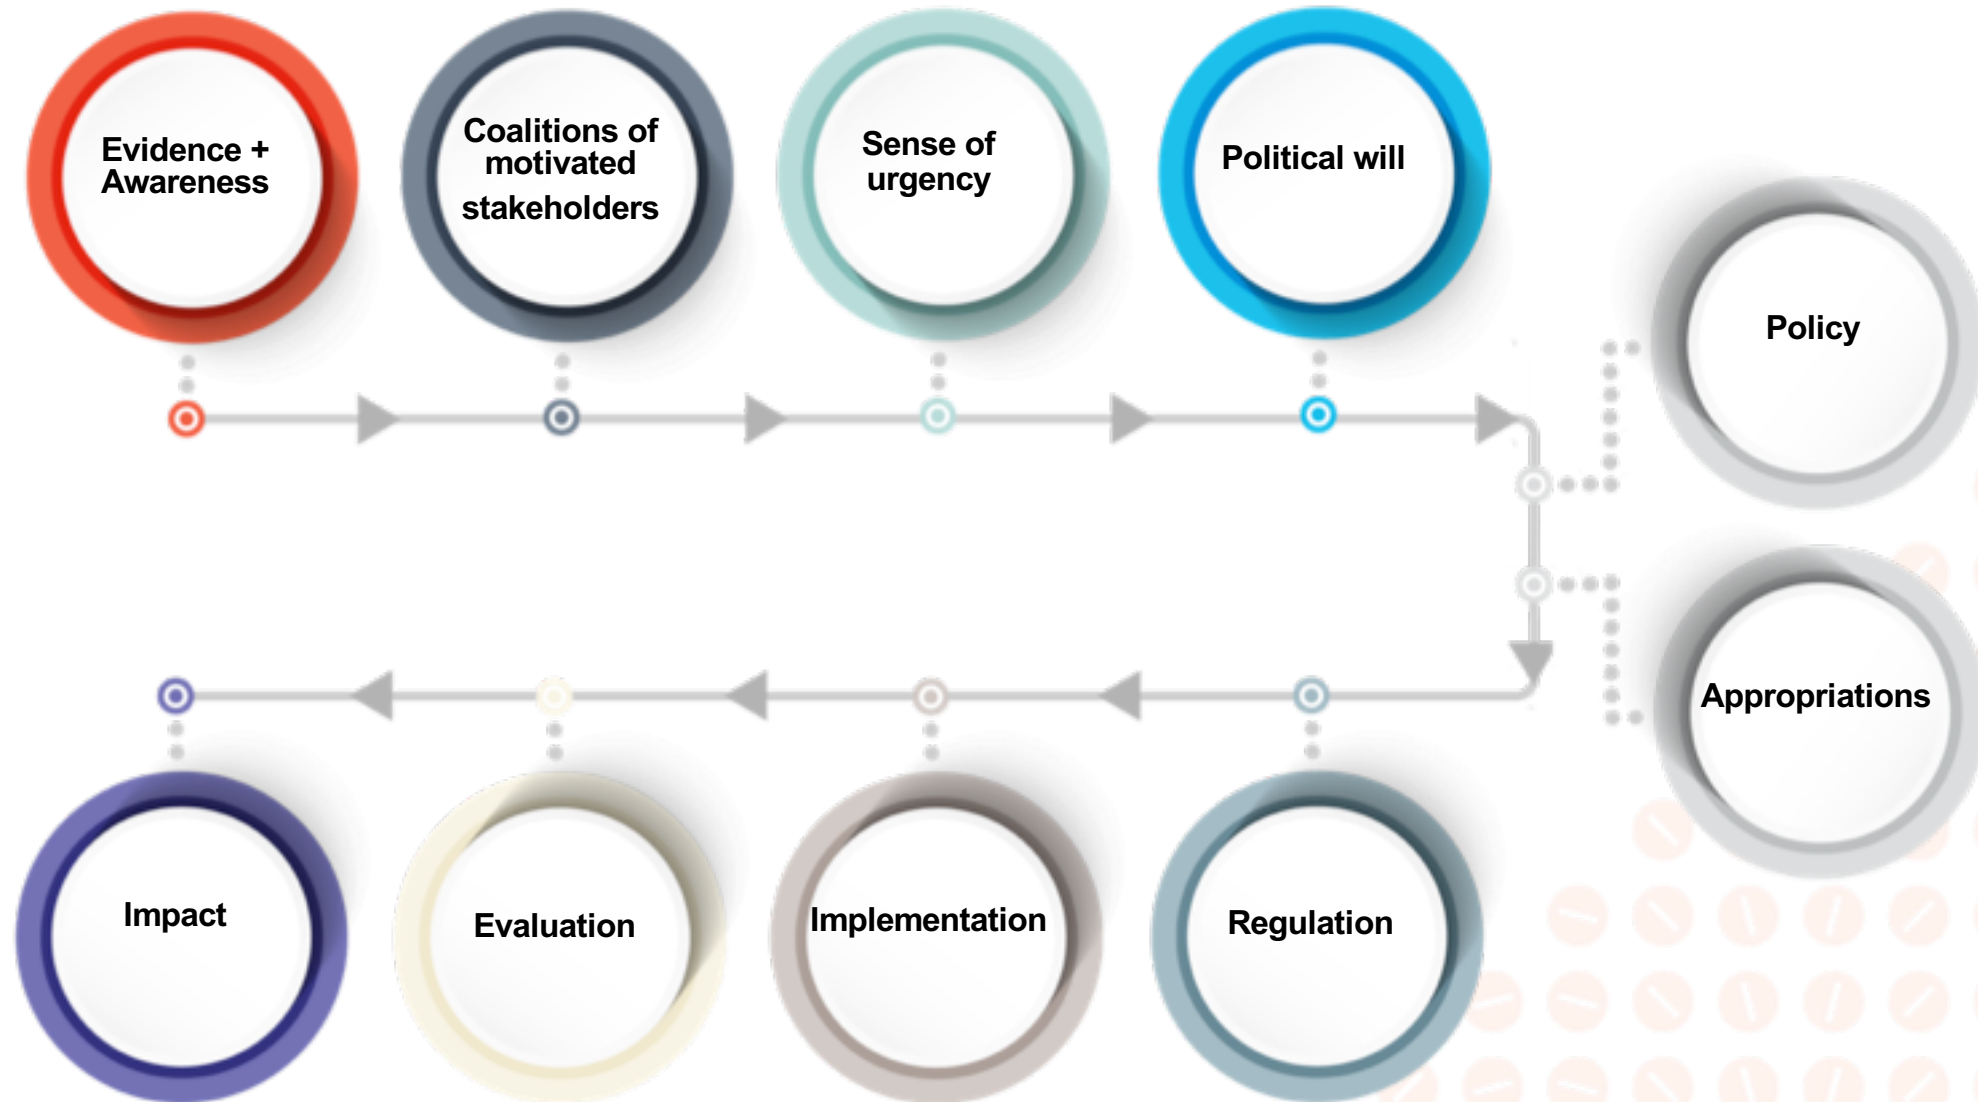 Evidence +
Awareness
Coalitions of
motivated
stakeholders
Sense of
urgency
Political will
Policy
Appropriations
Regulation
Implementation
Evaluation
Impact